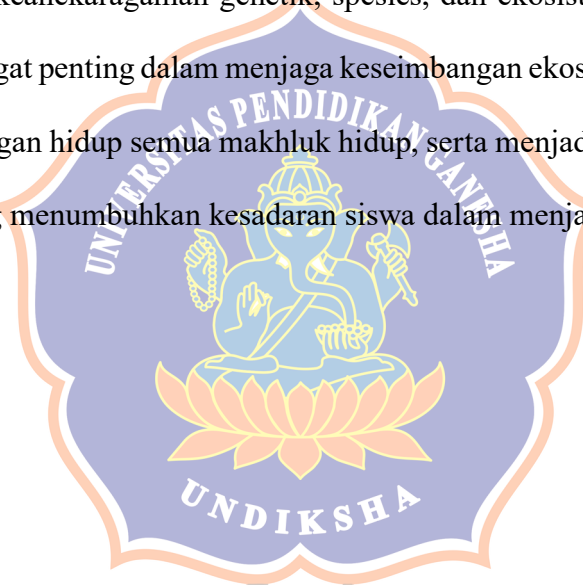 keanekaragaman genetik, spesies, dan ekosist
gat penting dalam menjaga keseimbangan ekos
gan hidup semua makhluk hidup, serta menjad
g menumbuhkan kesadaran siswa dalam menja
UNIVERSITAS PENDIDIKAN GANESHA
UNDIKSHA